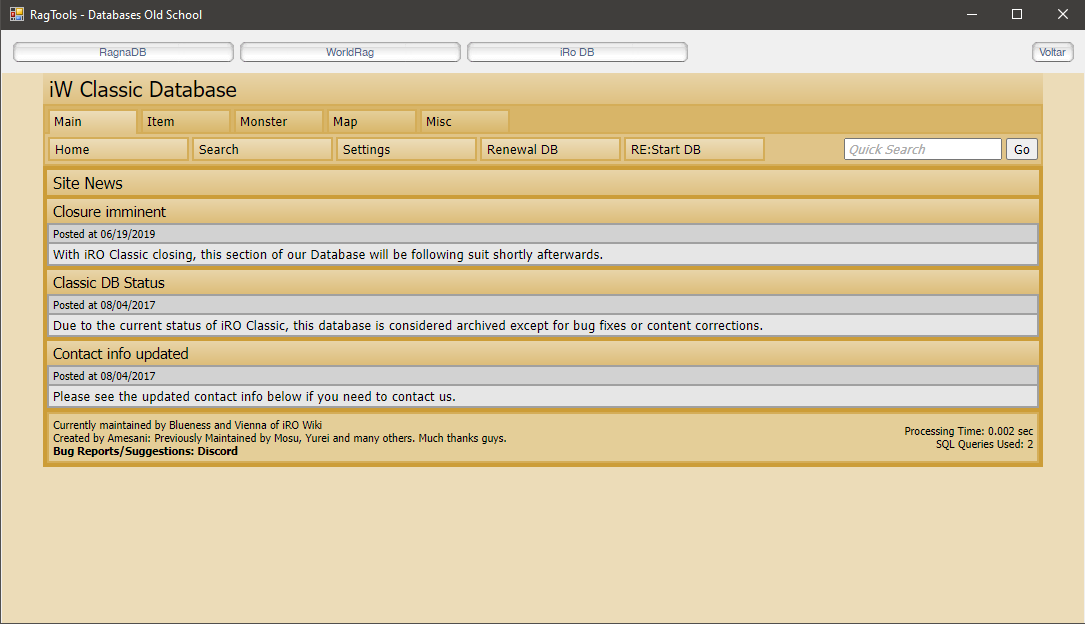 RagTools - Databases Old School
RagnaDB
WorldRag
iRo DB
Voltar
iW Classic Database
Main
Item
Monster
Map
Misc
Home
Search
Settings
Renewal DB
RE:Start DB
Quick Search
Go
Site News
Closure imminent
Posted at 06/19/2019
With iRO Classic closing, this section of our Database will be following suit shortly afterwards.
Classic DB Status
Posted at 08/04/2017
Due to the current status of iRO Classic, this database is considered archived except for bug fixes or content corrections.
Contact info updated
Posted at 08/04/2017
Please see the updated contact info below if you need to contact us.
Currently maintained by Blueness and Vienna of iRO Wiki
Created by Amesani: Previously Maintained by Mosu, Yurei and many others. Much thanks guys.
Bug Reports/Suggestions: Discord
Processing Time: 0.002 sec
SQL Queries Used: 2